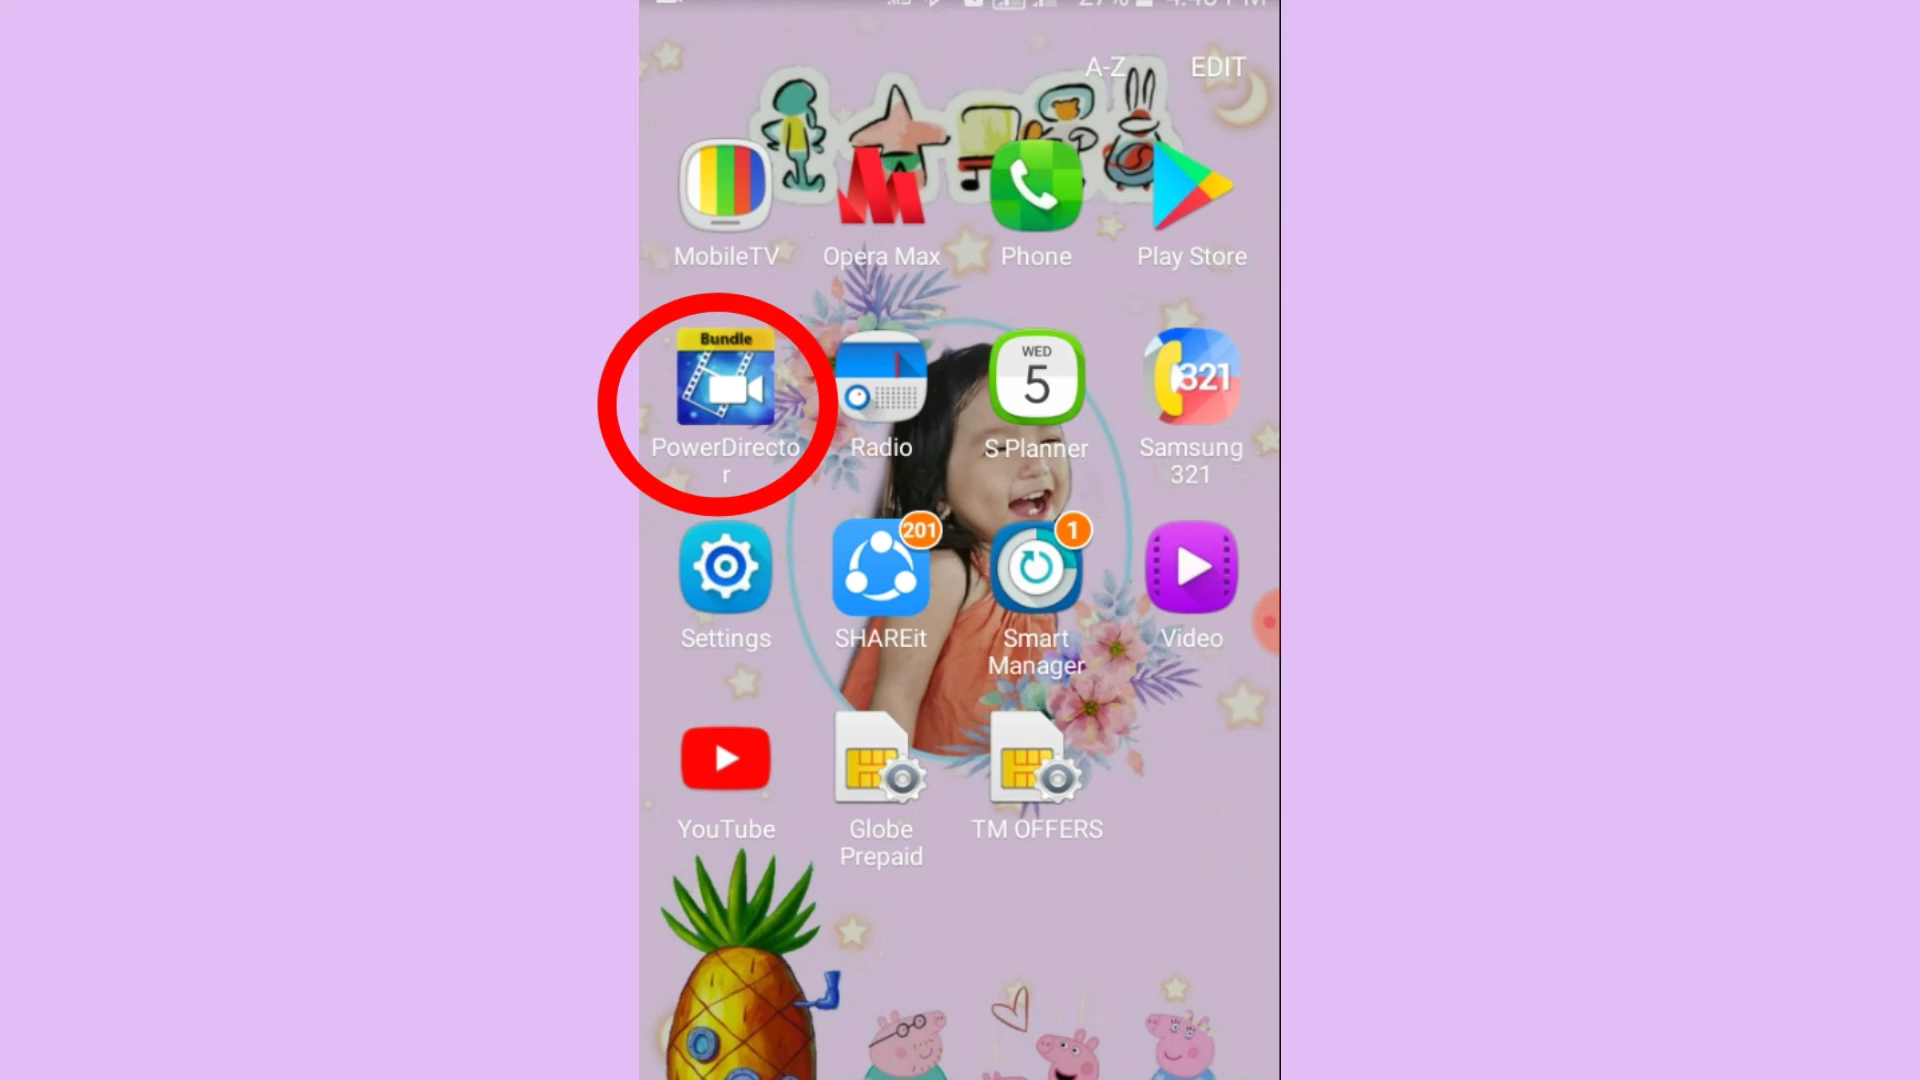 A-Z EDIT
MobileTV Opera Max Phone Play Store
Bundle
WED
5
321
PowerDirecto
r
Radio S Planner Samsung
321
201 1
Settings SHAREit Smart
Manager
Video
YouTube Globe
Prepaid
TM OFFERS